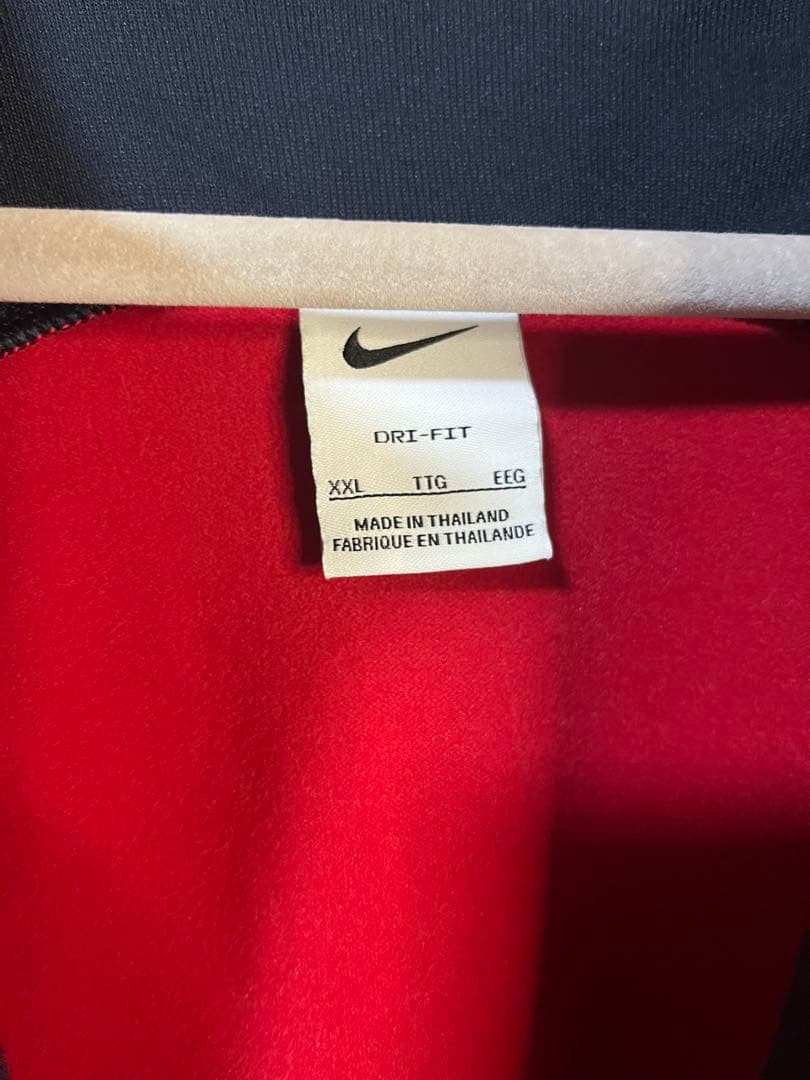 DRI-FIT
XXL TTG EEG
MADE IN THAILAND
FABRIQUE EN THAILANDE